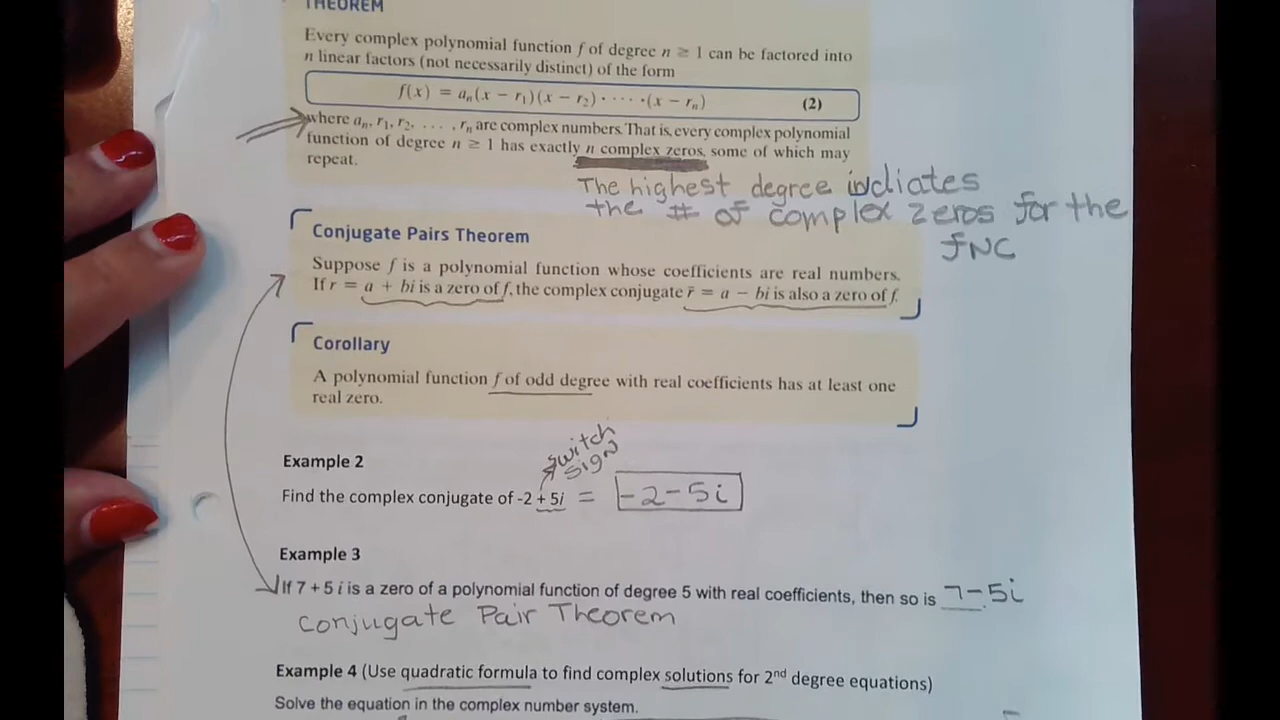 THEOREM
Every complex polynomial function f of degree n ≥ 1 can be factored into
n linear factors (not necessarily distinct) of the form
f(x) = aₙ(x − r₁)(x − r₂) · ⋯ · (x − rₙ) (2)
where aₙ, r₁, r₂, . . . , rₙ are complex numbers. That is, every complex polynomial
function of degree n ≥ 1 has exactly n complex zeros, some of which may
repeat.
The highest degree indiates
the # of complex zeros for the
fNC
Conjugate Pairs Theorem
Suppose f is a polynomial function whose coefficients are real numbers.
If r = a + bi is a zero of f, the complex conjugate r̄ = a − bi is also a zero of f.
Corollary
A polynomial function f of odd degree with real coefficients has at least one
real zero.
switch
sign
Example 2
Find the complex conjugate of -2 + 5i = -2-5i
Example 3
If 7 + 5 i is a zero of a polynomial function of degree 5 with real coefficients, then so is 7-5i.
Conjugate Pair Theorem
Example 4 (Use quadratic formula to find complex solutions for 2ⁿᵈ degree equations)
Solve the equation in the complex number system.